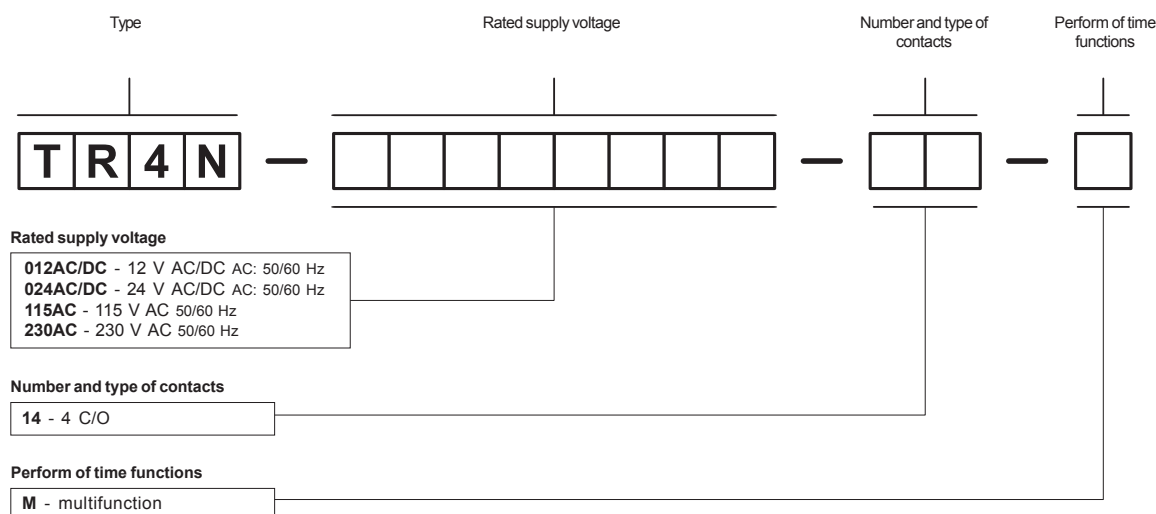 Type
Rated supply voltage
Number and type of
contacts
Perform of time
functions
TR4N – –  –
Rated supply voltage
012AC/DC - 12 V AC/DC AC: 50/60 Hz
024AC/DC - 24 V AC/DC AC: 50/60 Hz
115AC - 115 V AC 50/60 Hz
230AC - 230 V AC 50/60 Hz
Number and type of contacts
14 - 4 C/O
Perform of time functions
M - multifunction